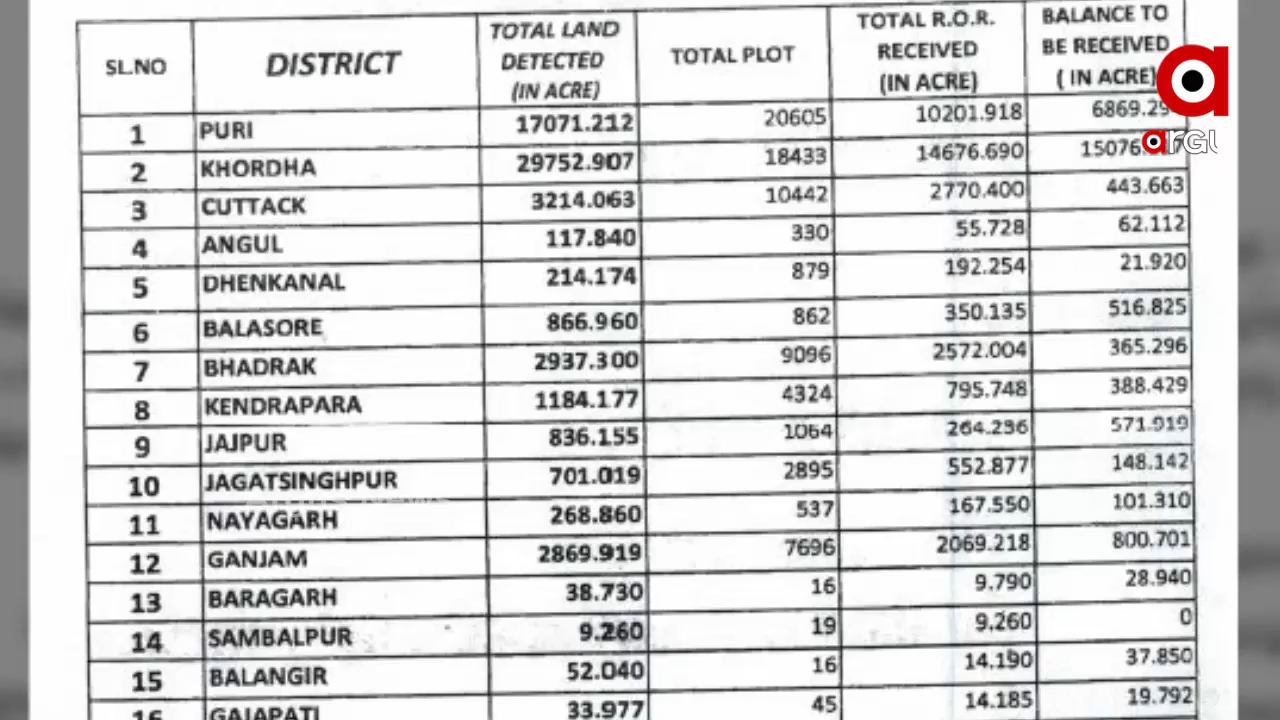 SL.NO DISTRICT TOTAL LAND DETECTED (IN ACRE) TOTAL PLOT TOTAL R.O.R. RECEIVED (IN ACRE) BALANCE TO BE RECEIVED ( IN ACRE)
1 PURI 17071.212 20605 10201.918
2 KHORDHA 29752.907 18433 14676.690
3 CUTTACK 3214.063 10442 2770.400 443.663
4 ANGUL 117.840 330 55.728 62.112
5 DHENKANAL 214.174 879 192.254 21.920
6 BALASORE 866.960 862 350.135 516.825
7 BHADRAK 2937.300 9096 2572.004 365.296
8 KENDRAPARA 1184.177 4324 795.748 388.429
9 JAJPUR 836.155 1064 264.236 571.919
10 JAGATSINGHPUR 701.019 2895 552.877 148.142
11 NAYAGARH 268.860 537 167.550 101.310
12 GANJAM 2869.919 7696 2069.218 800.701
13 BARAGARH 38.730 16 9.790 28.940
14 SAMBALPUR 9.260 19 9.260 0
15 BALANGIR 52.040 16 14.190 37.850
16 GAJAPATI 33.977 45 14.185 19.792